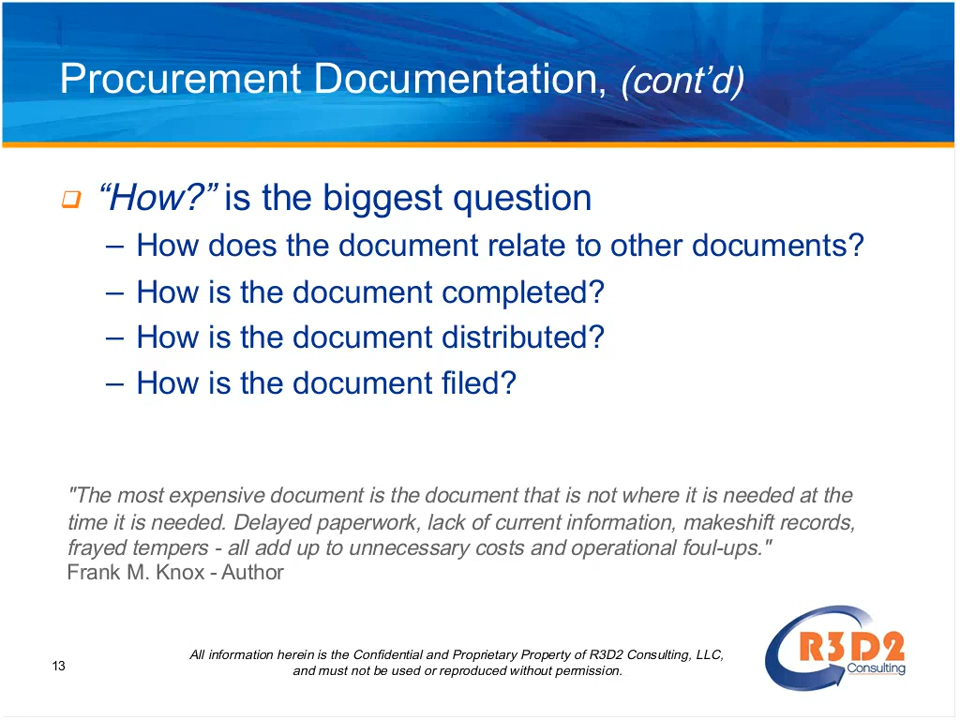 Procurement Documentation, (cont’d)
❑ “How?” is the biggest question
– How does the document relate to other documents?
– How is the document completed?
– How is the document distributed?
– How is the document filed?
"The most expensive document is the document that is not where it is needed at the
time it is needed. Delayed paperwork, lack of current information, makeshift records,
frayed tempers - all add up to unnecessary costs and operational foul-ups."
Frank M. Knox - Author
13
All information herein is the Confidential and Proprietary Property of R3D2 Consulting, LLC,
and must not be used or reproduced without permission.
R3D2
Consulting